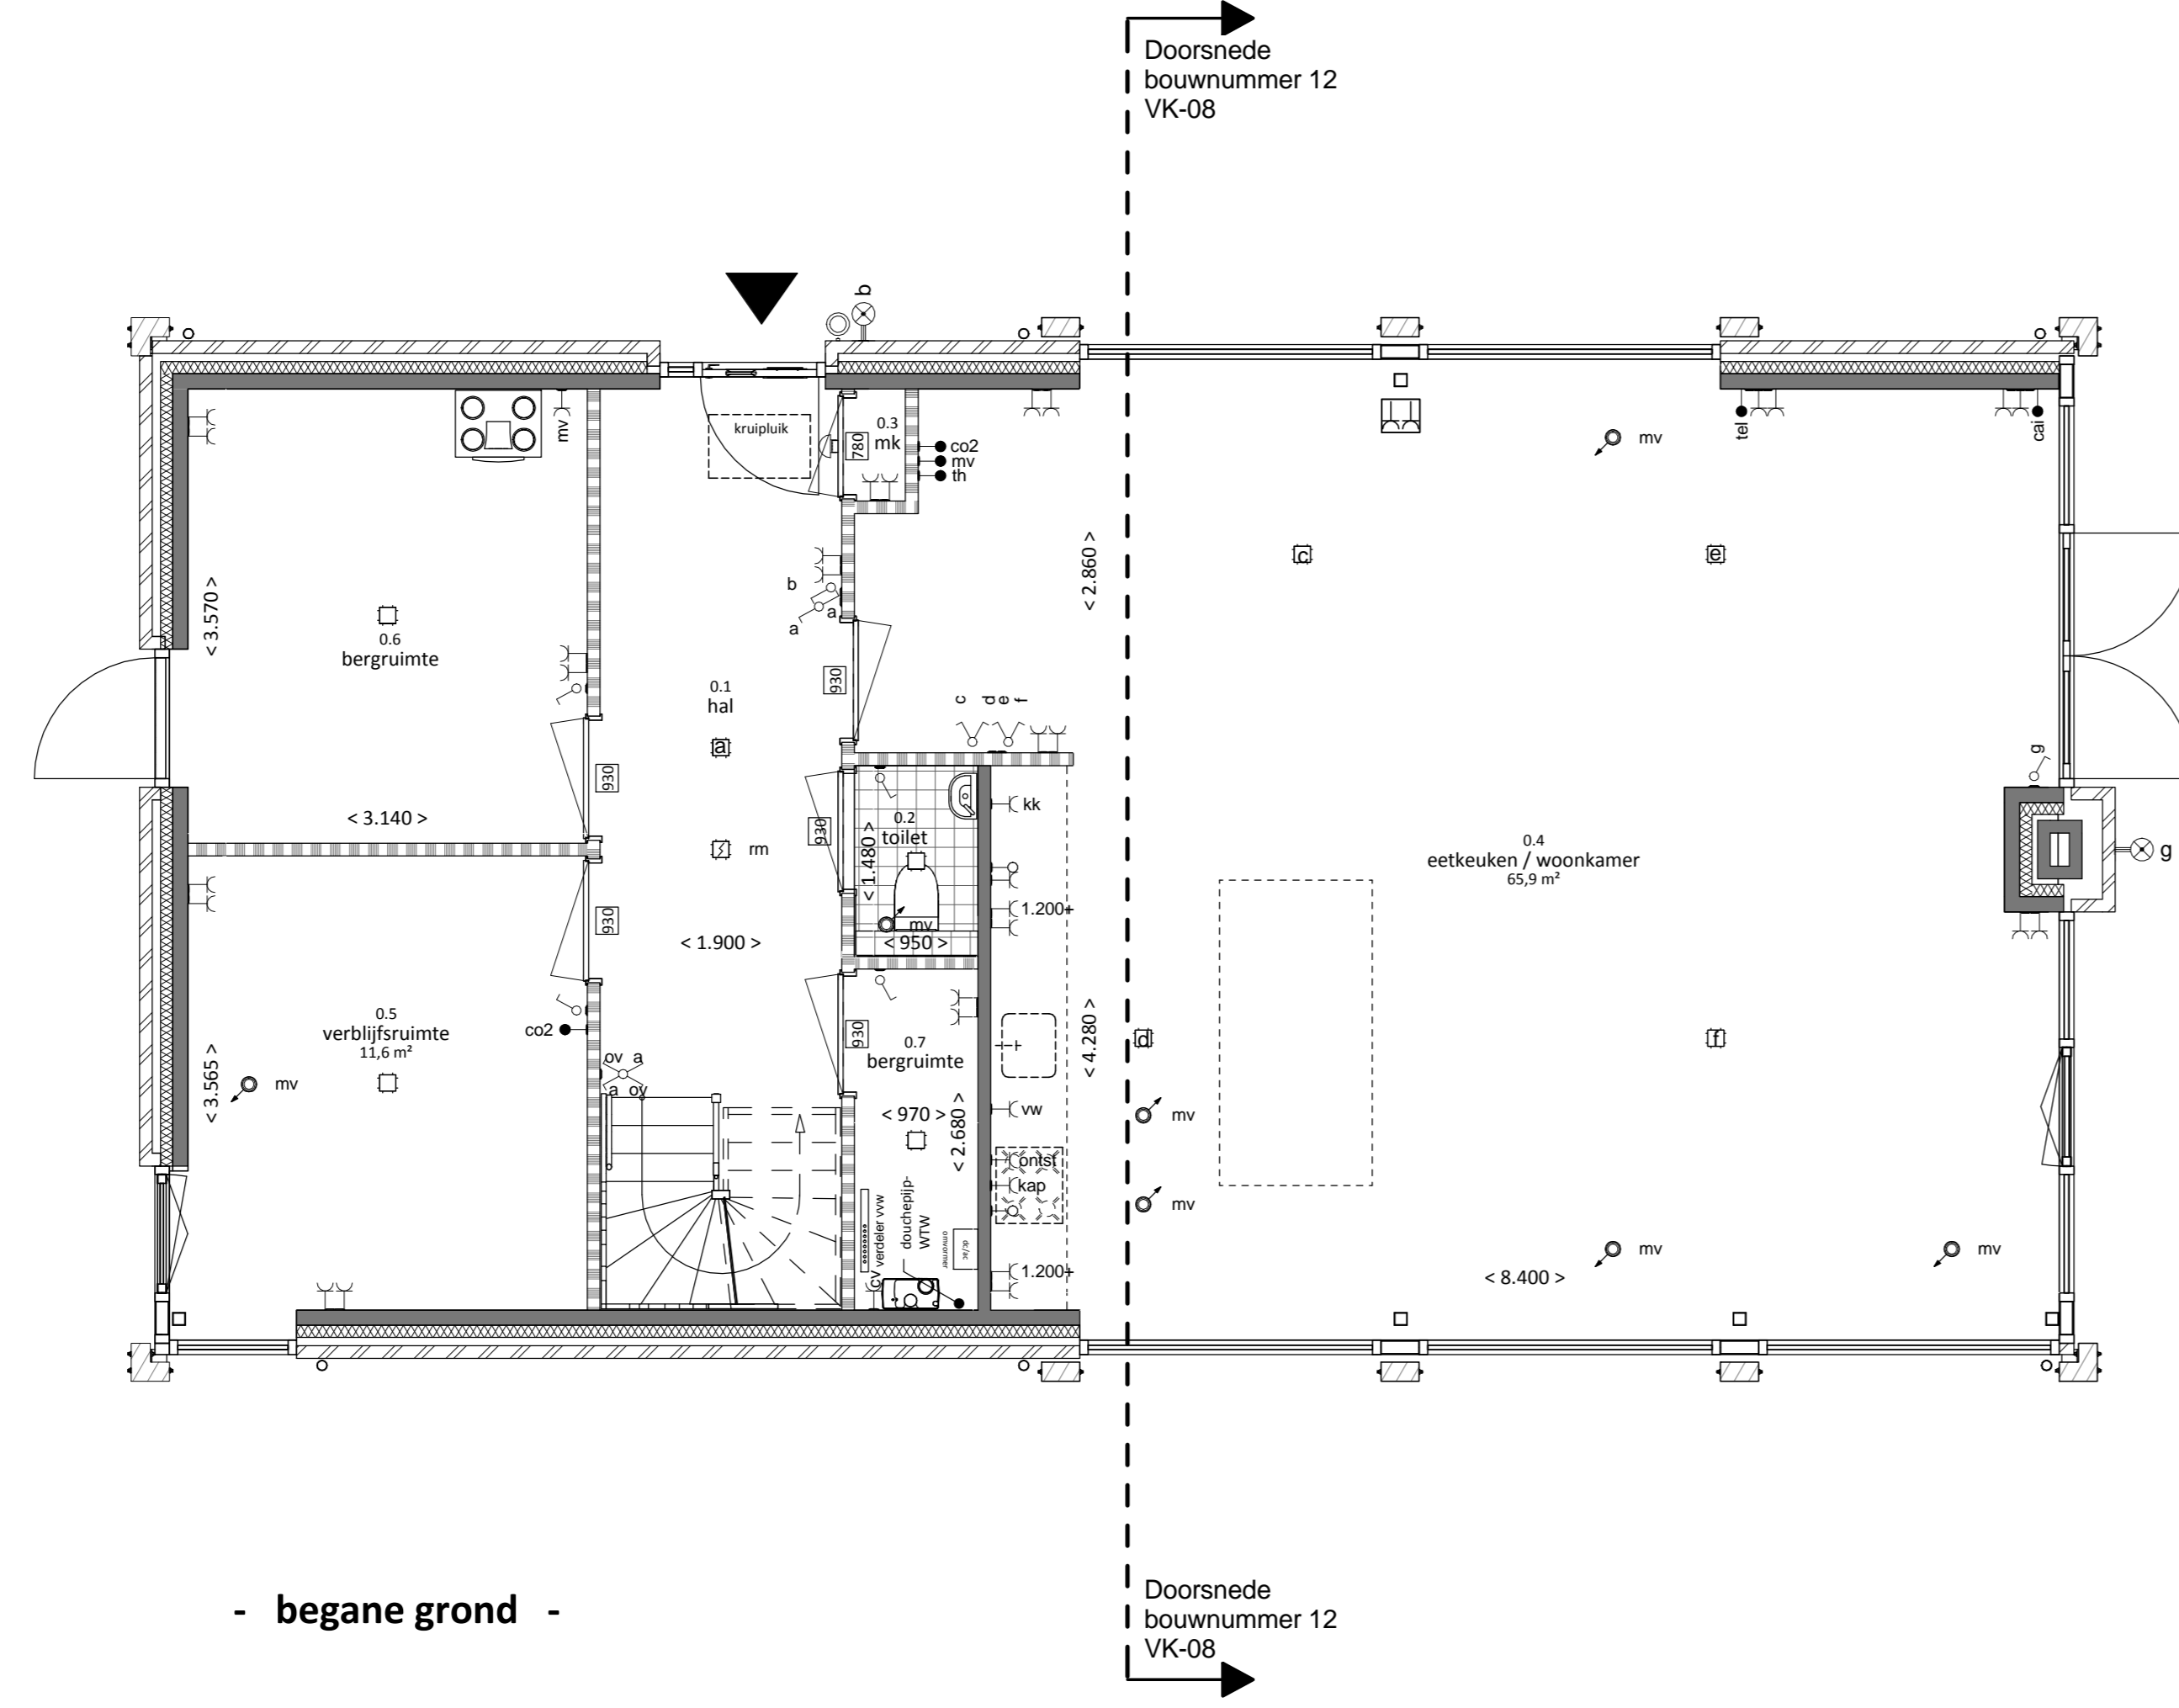 Doorsnede
bouwnummer 12
VK-08
b
kruipluik
mv
780
0.3
mk
co2
mv
th
mv
tel
cai
c
e
b
a
a
< 3.570 >
< 2.860 >
0.6
bergruimte
930
0.1
hal
a
c
d
e
f
g
930
< 3.140 >
rm
930
0.2
toilet
< 1.480 >
kk
0.4
eetkeuken / woonkamer
65,9 m²
g
930
< 1.900 >
mv
< 950 >
1.200+
0.5
verblijfsruimte
11,6 m²
co2
930
0.7
bergruimte
< 4.280 >
d
f
< 3.565 >
mv
ov a
a ov
< 970 >
< 2.680 >
vw
mv
ontst
kap
mv
cv
verdeler vvw
douchepijp-
WTW
omvormer
dc/ac
1.200+
mv
mv
< 8.400 >
- begane grond -
Doorsnede
bouwnummer 12
VK-08